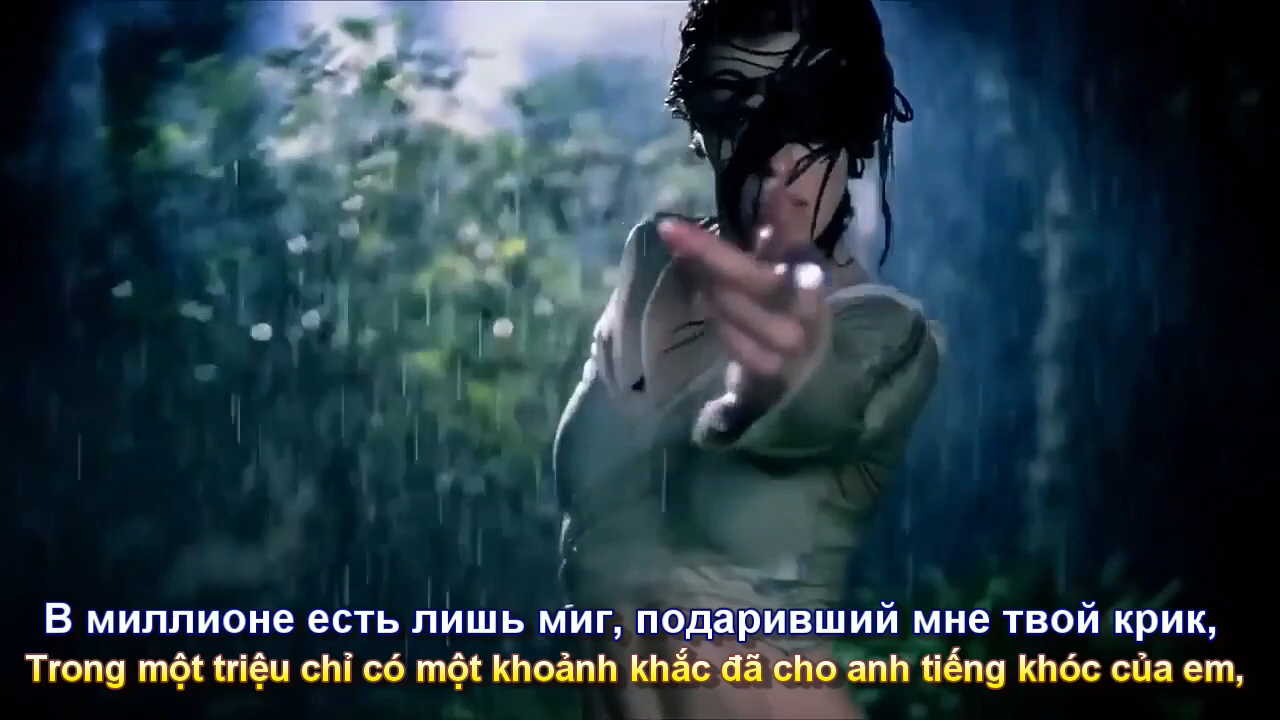 В миллионе есть лишь миг, подаривший мне твой крик,
Trong một triệu chỉ có một khoảnh khắc đã cho anh tiếng khóc của em,